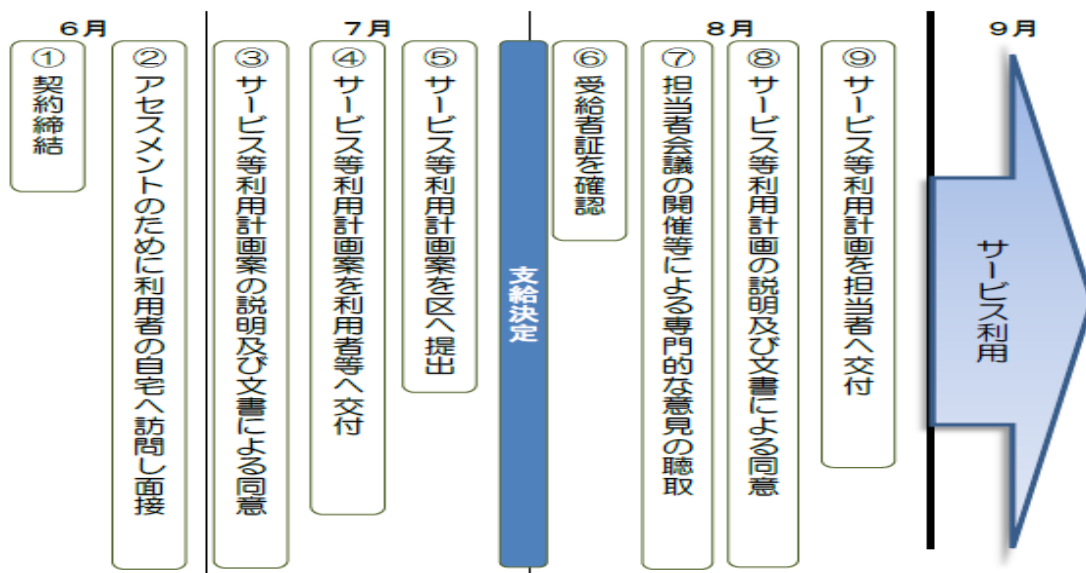 6月
①契約締結
②アセスメントのために利用者の自宅へ訪問し面接
7月
③サービス等利用計画案の説明及び文書による同意
④サービス等利用計画案を利用者等へ交付
⑤サービス等利用計画案を区へ提出
支給決定
8月
⑥受給者証を確認
⑦担当者会議の開催等による専門的な意見の聴取
⑧サービス等利用計画の説明及び文書による同意
⑨サービス等利用計画を担当者へ交付
9月
サービス利用